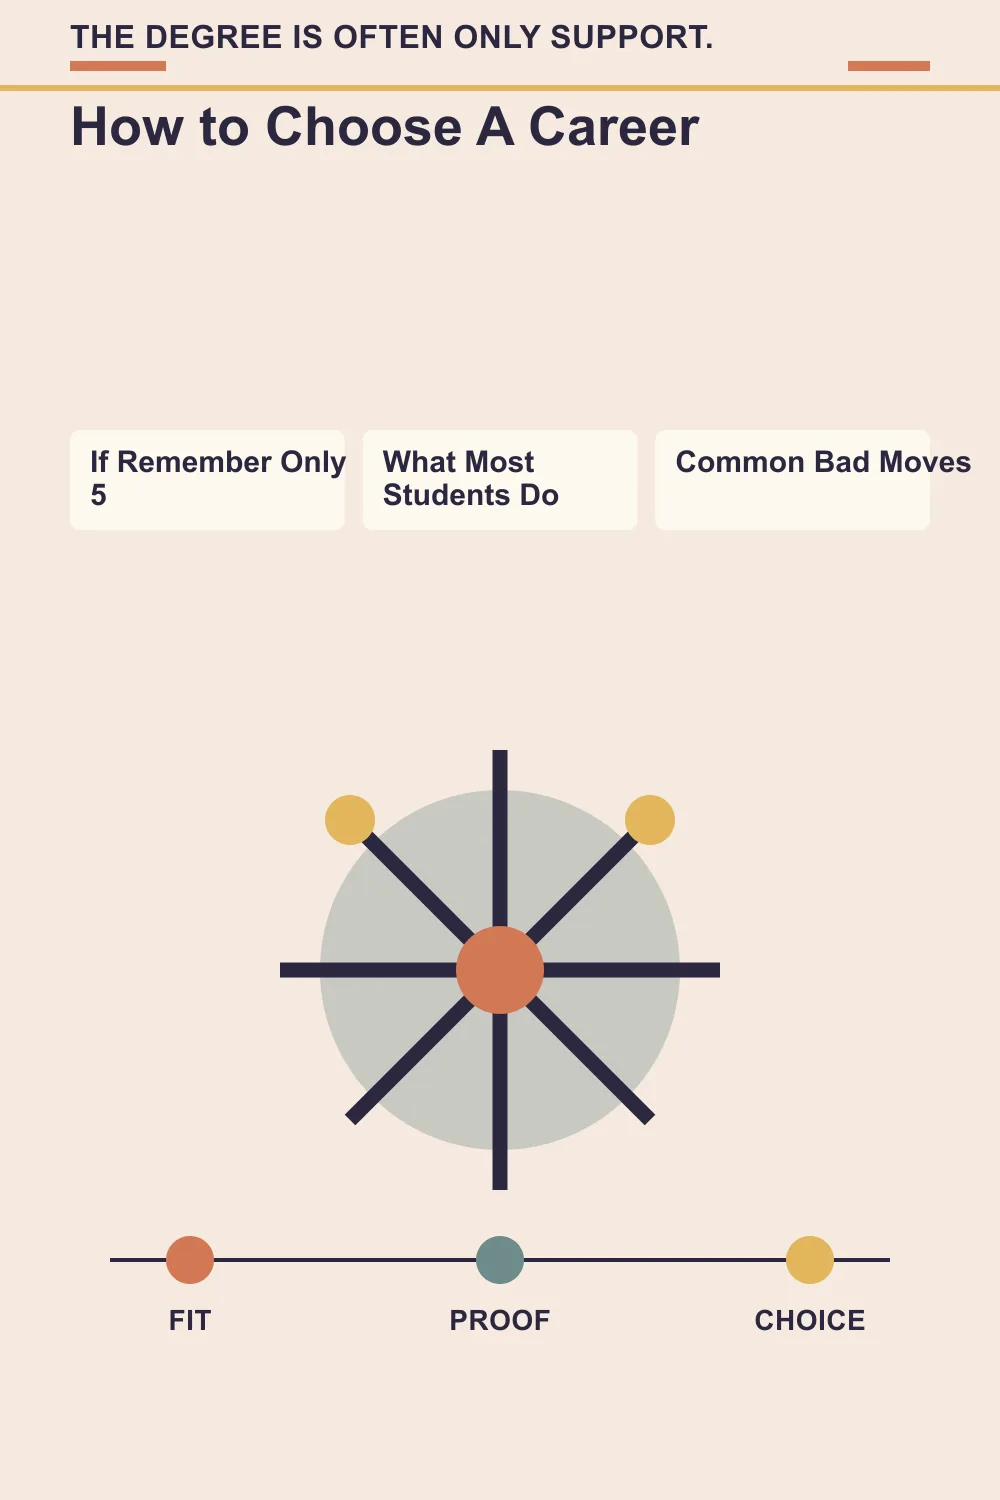 THE DEGREE IS OFTEN ONLY SUPPORT.
How to Choose A Career
If Remember Only
5
What Most
Students Do
Common Bad Moves
FIT
PROOF
CHOICE